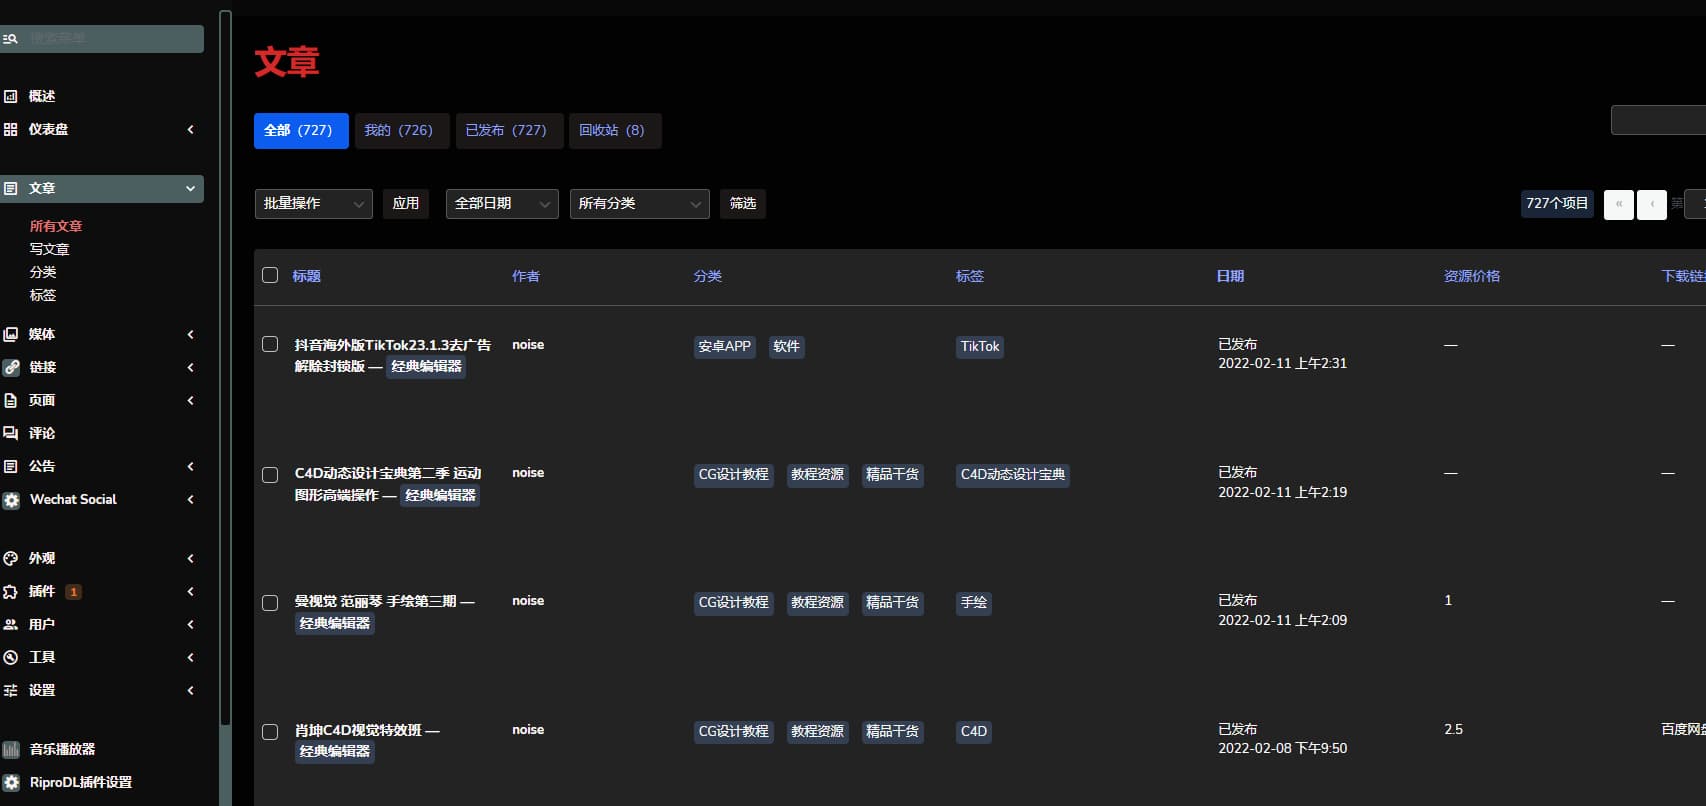 搜索菜单
概述
仪表盘
文章
所有文章
写文章
分类
标签
媒体
链接
页面
评论
公告
Wechat Social
外观
插件 1
用户
工具
设置
音乐播放器
RiproDL插件设置
文章
全部（727） 我的（726） 已发布（727） 回收站（8）
批量操作 应用 全部日期 所有分类 筛选 727个项目 « ‹ 第
标题 作者 分类 标签 日期 资源价格 下载链
抖音海外版TikTok23.1.3去广告 noise 安卓APP 软件 TikTok 已发布 — —
解除封锁版 — 经典编辑器 2022-02-11 上午2:31
C4D动态设计宝典第二季 运动 noise CG设计教程 教程资源 精品干货 C4D动态设计宝典 已发布 — —
图形高端操作 — 经典编辑器 2022-02-11 上午2:19
曼视觉 范丽琴 手绘第三期 — noise CG设计教程 教程资源 精品干货 手绘 已发布 1 —
经典编辑器 2022-02-11 上午2:09
肖坤C4D视觉特效班 — noise CG设计教程 教程资源 精品干货 C4D 已发布 2.5 百度网盘
经典编辑器 2022-02-08 下午9:50